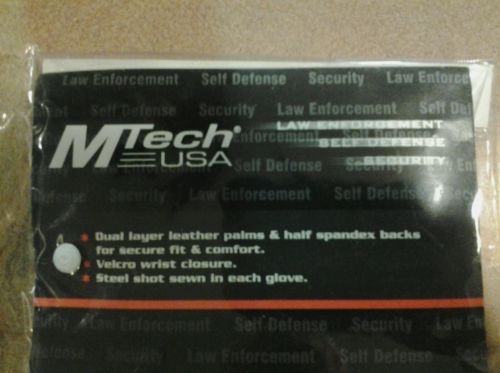 Law Enforcement Self Defense Security Law Enforce
Self Defense Security Law Enforcement Self
MTech USA
LAW ENFORCEMENT
SELF DEFENSE
SECURITY
* Dual layer leather palms & half spandex backs
for secure fit & comfort.
* Velcro wrist closure.
* Steel shot sewn in each glove.
Law Enforcement Self Defense Security Law
Defense Security Law Enforcement Self Defense